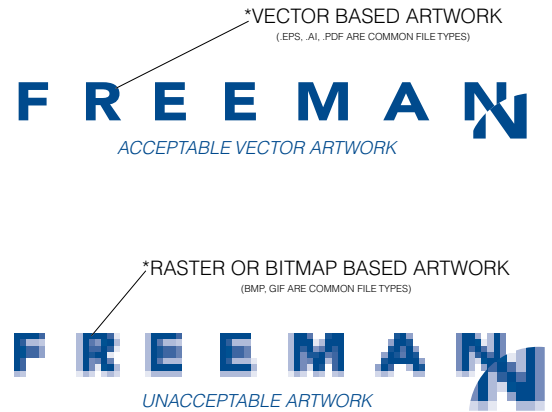 *VECTOR BASED ARTWORK
(.EPS, .AI, .PDF ARE COMMON FILE TYPES)
FREEMAN
ACCEPTABLE VECTOR ARTWORK
*RASTER OR BITMAP BASED ARTWORK
(BMP, GIF ARE COMMON FILE TYPES)
FREEMAN
UNACCEPTABLE ARTWORK